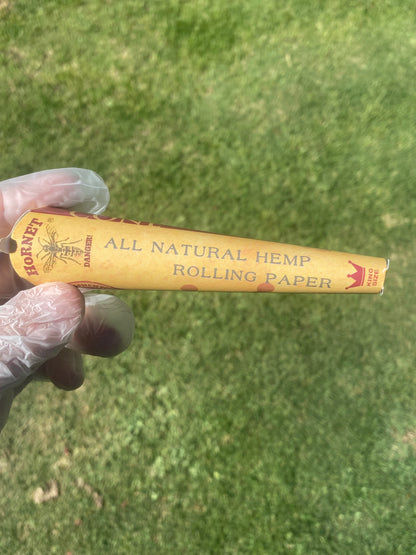 HORNET
®
DANGER!
ALL NATURAL HEMP
ROLLING PAPER
KING
SIZE